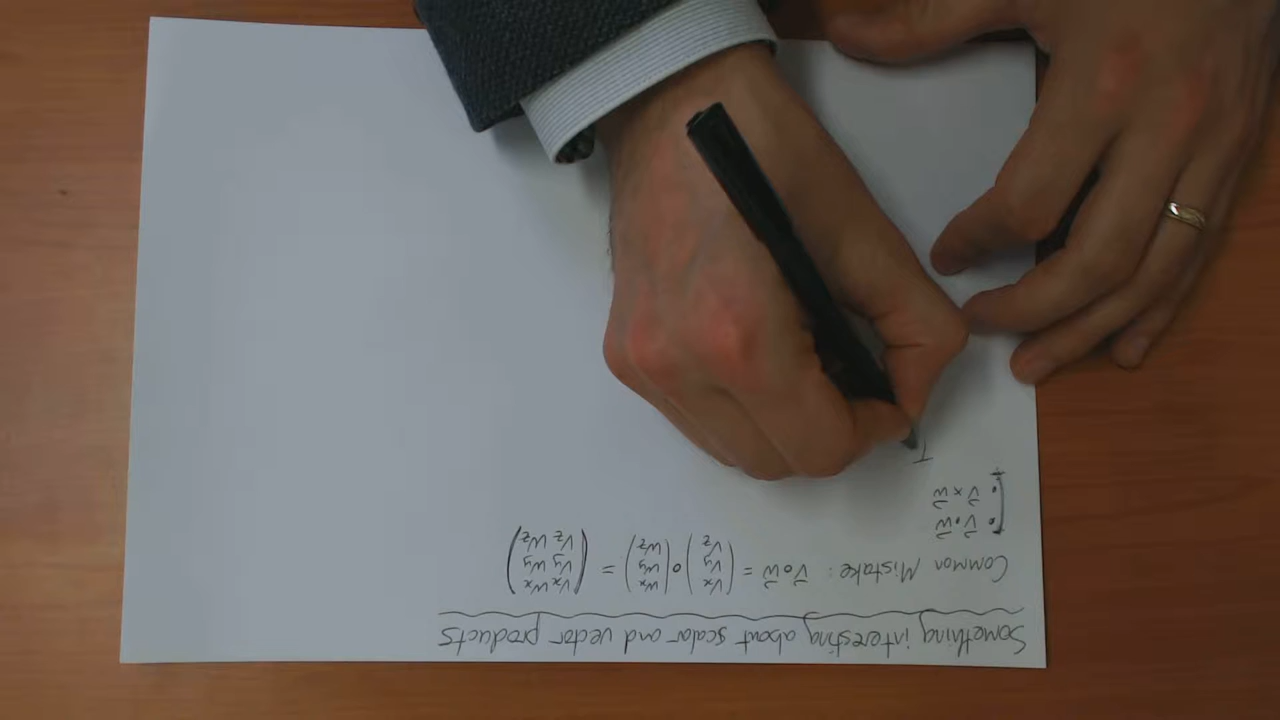 Something interesting about scalar and vector products
Common Mistake: v⃗∘w⃗ = (vx vy vz)∘(wx wy wz) = (vx wx vy wy vz wz)
• v⃗∘w⃗
• v⃗×w⃗
T